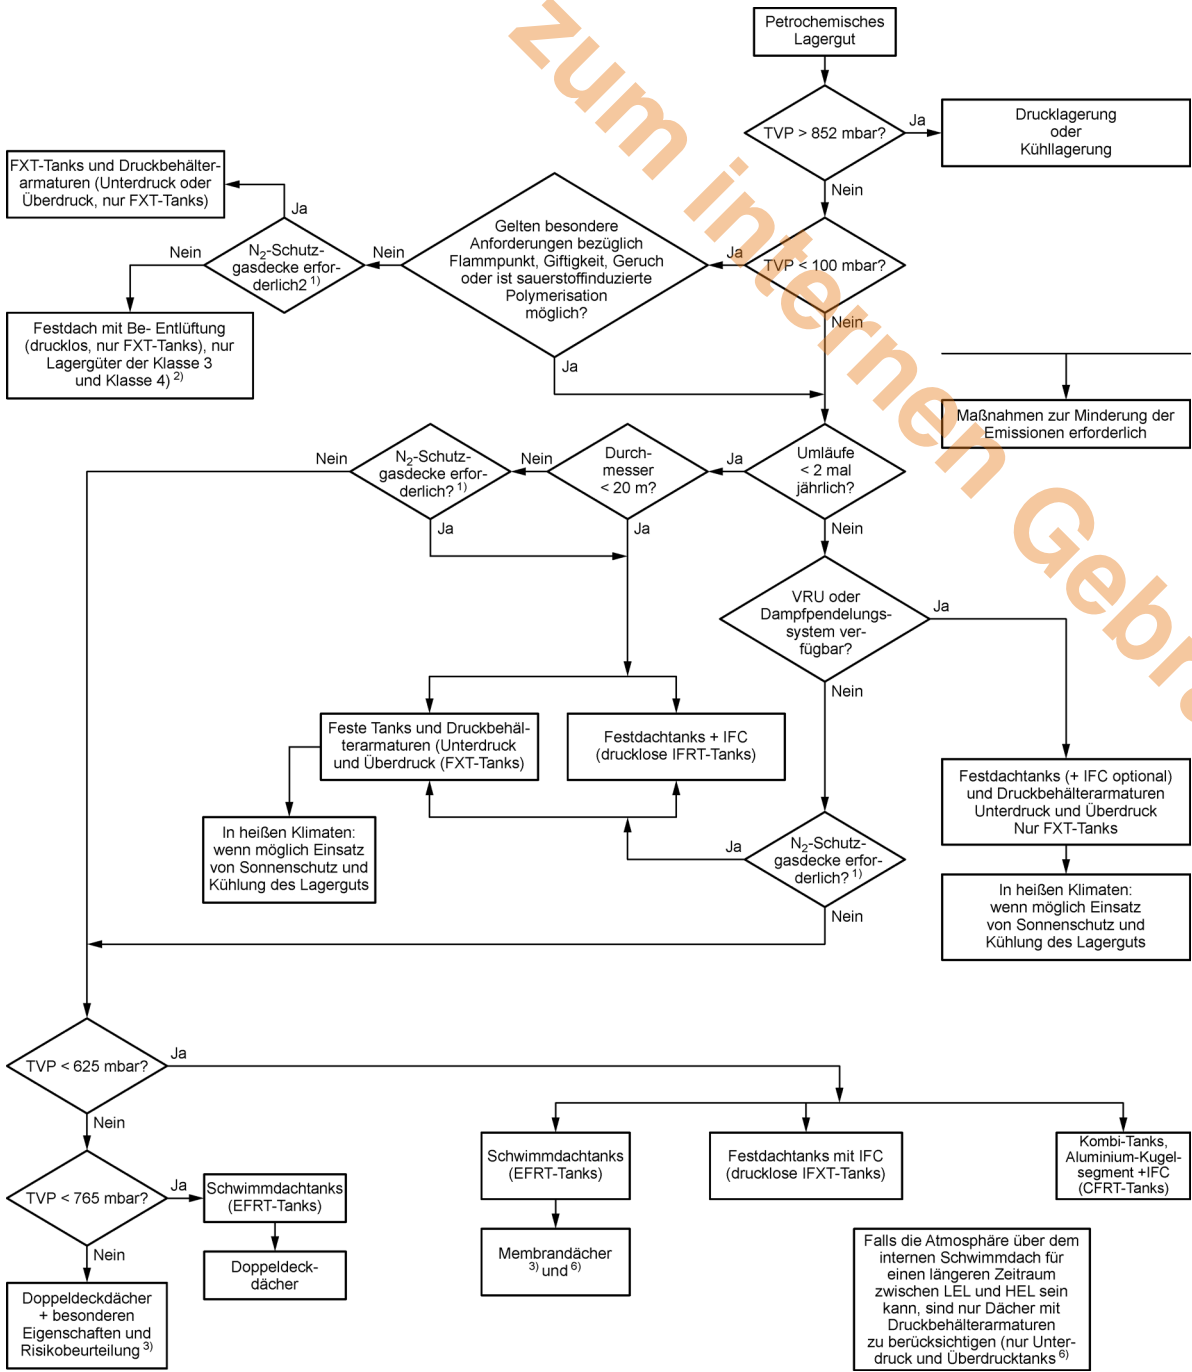 Petrochemisches
Lagergut
TVP > 852 mbar?
Ja
Drucklagerung
oder
Kühllagerung
Nein
FXT-Tanks und Druckbehälter-
armaturen (Unterdruck oder
Überdruck, nur FXT-Tanks)
Ja
Nein
N2-Schutz-
gasdecke erfor-
derlich2 1)
Nein
Gelten besondere
Anforderungen bezüglich
Flammpunkt, Giftigkeit, Geruch
oder ist sauerstoffinduzierte
Polymerisation
möglich?
Ja
TVP < 100 mbar?
Nein
Festdach mit Be- Entlüftung
(drucklos, nur FXT-Tanks), nur
Lagergüter der Klasse 3
und Klasse 4) 2)
Ja
Maßnahmen zur Minderung der
Emissionen erforderlich
Nein
N2-Schutz-
gasdecke erfor-
derlich? 1)
Nein
Durch-
messer
< 20 m?
Ja
Umläufe
< 2 mal
jährlich?
Ja
Ja
Nein
VRU oder
Dampfpendelungs-
system ver-
fügbar?
Ja
Nein
Feste Tanks und Druckbehäl-
terarmaturen (Unterdruck
und Überdruck (FXT-Tanks)
Festdachtanks + IFC
(drucklose IFRT-Tanks)
Festdachtanks (+ IFC optional)
und Druckbehälterarmaturen
Unterdruck und Überdruck
Nur FXT-Tanks
In heißen Klimaten:
wenn möglich Einsatz
von Sonnenschutz und
Kühlung des Lagerguts
Ja
N2-Schutz-
gasdecke erfor-
derlich? 1)
Nein
In heißen Klimaten:
wenn möglich Einsatz
von Sonnenschutz und
Kühlung des Lagerguts
TVP < 625 mbar?
Ja
Nein
Schwimmdachtanks
(EFRT-Tanks)
Festdachtanks mit IFC
(drucklose IFXT-Tanks)
Kombi-Tanks,
Aluminium-Kugel-
segment +IFC
(CFRT-Tanks)
TVP < 765 mbar?
Ja
Schwimmdachtanks
(EFRT-Tanks)
Nein
Doppeldeck-
dächer
Membrandächer
3) und 6)
Falls die Atmosphäre über dem
internen Schwimmdach für
einen längeren Zeitraum
zwischen LEL und HEL sein
kann, sind nur Dächer mit
Druckbehälterarmaturen
zu berücksichtigen (nur Unter-
druck und Überdrucktanks 6)
Doppeldeckdächer
+ besonderen
Eigenschaften und
Risikobeurteilung 3)
zum internen Gebra